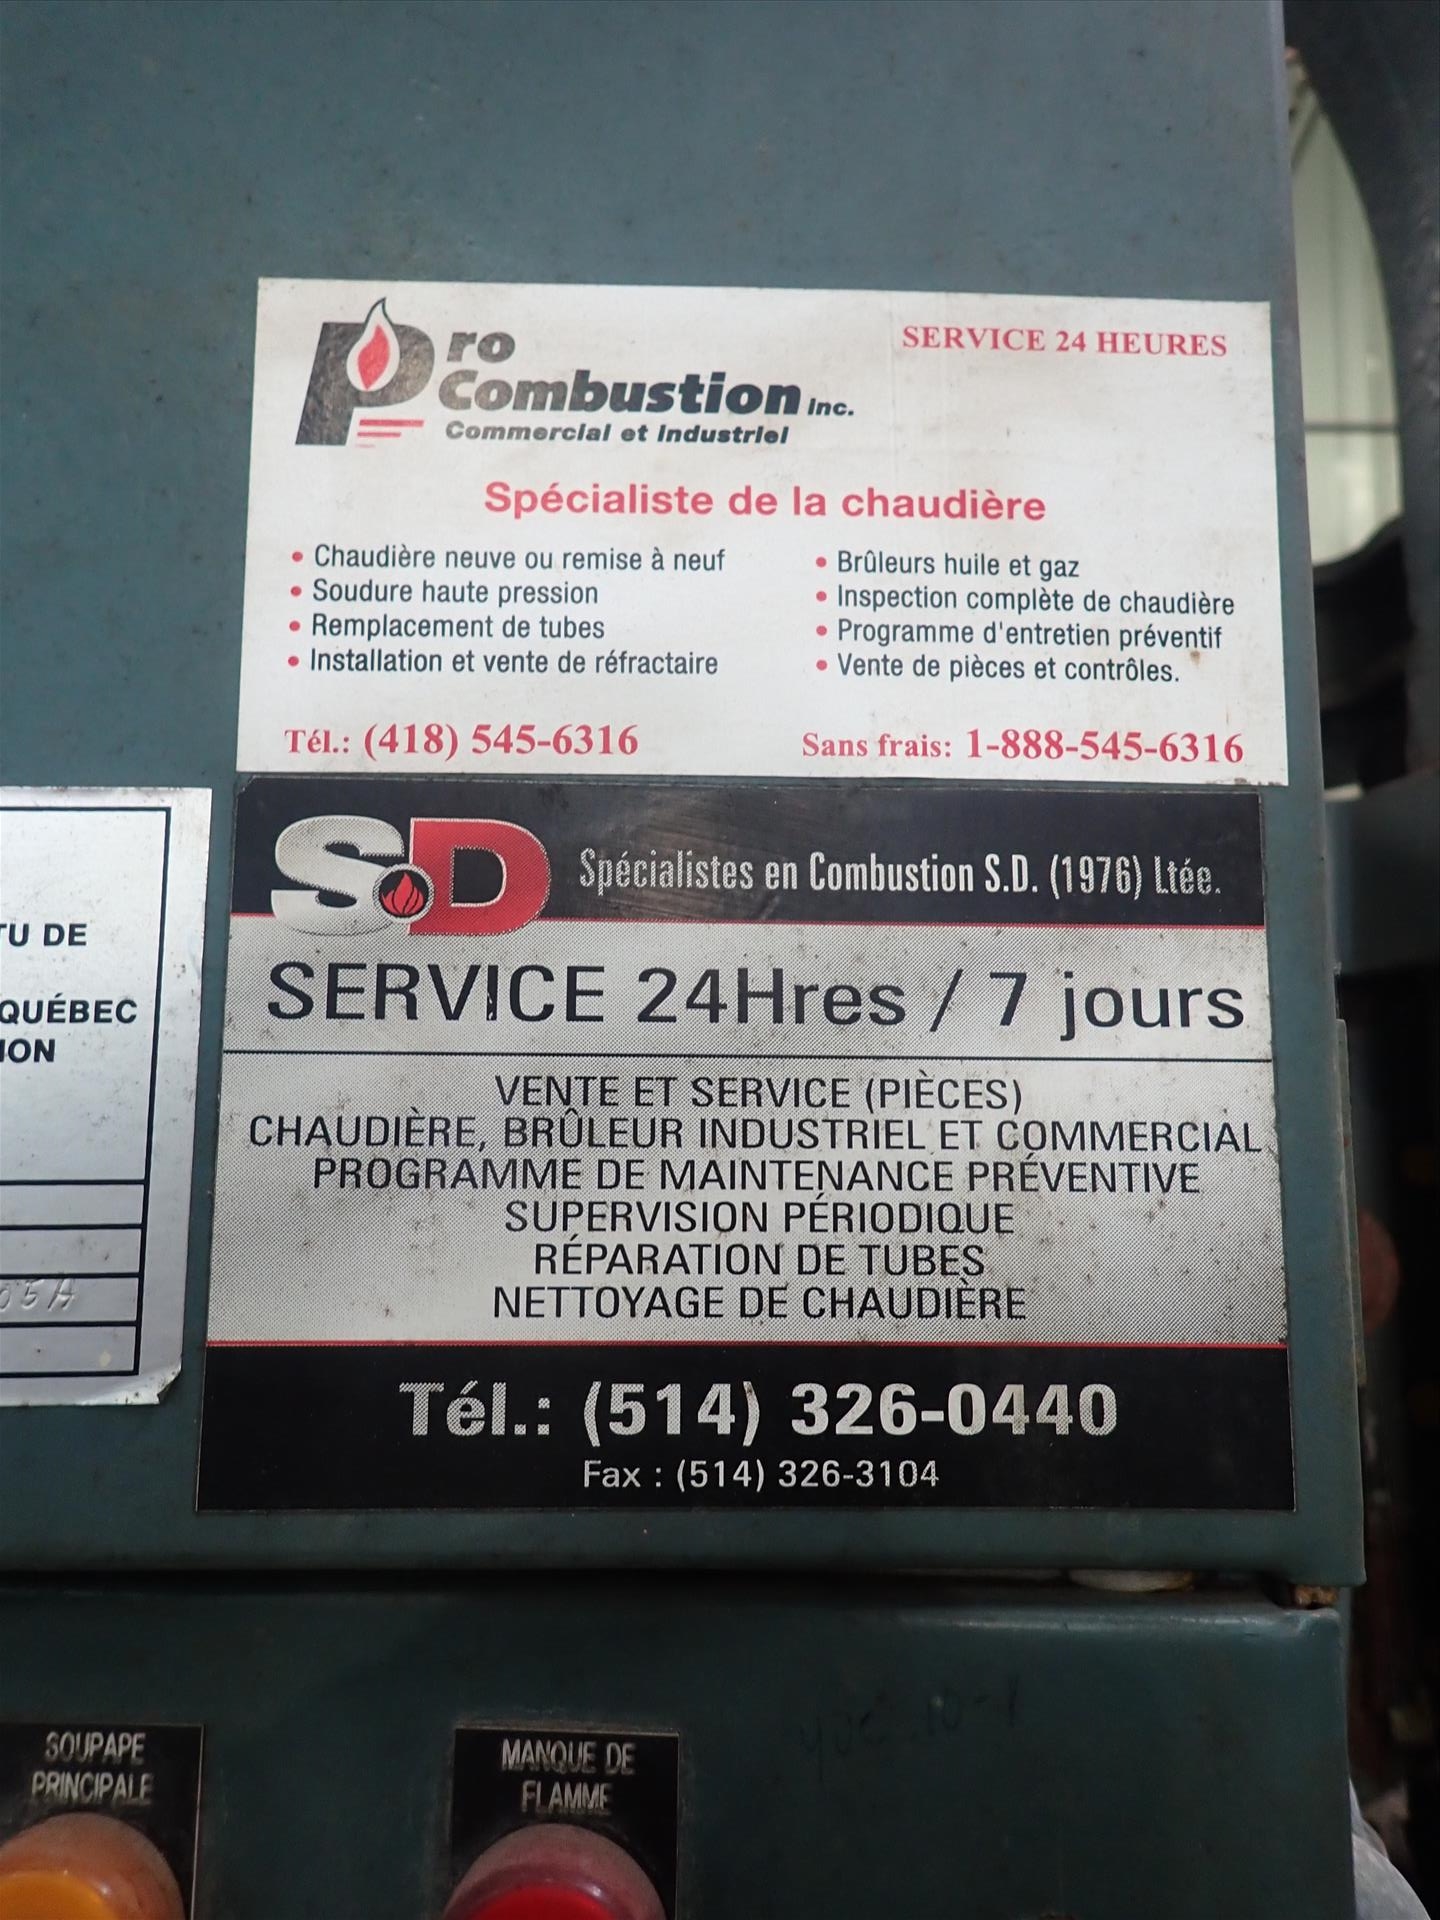 Pro
Combustion Inc.
Commercial et Industriel
SERVICE 24 HEURES
Spécialiste de la chaudière
• Chaudière neuve ou remise à neuf
• Soudure haute pression
• Remplacement de tubes
• Installation et vente de réfractaire
• Brûleurs huile et gaz
• Inspection complète de chaudière
• Programme d'entretien préventif
• Vente de pièces et contrôles.
Tél.: (418) 545-6316
Sans frais: 1-888-545-6316
TU DE
QUÉBEC
ION
05A
SD
Spécialistes en Combustion S.D. (1976) Ltée.
SERVICE 24Hres / 7 jours
VENTE ET SERVICE (PIÈCES)
CHAUDIÈRE, BRÛLEUR INDUSTRIEL ET COMMERCIAL
PROGRAMME DE MAINTENANCE PRÉVENTIVE
SUPERVISION PÉRIODIQUE
RÉPARATION DE TUBES
NETTOYAGE DE CHAUDIÈRE
Tél.: (514) 326-0440
Fax : (514) 326-3104
SOUPAPE
PRINCIPALE
MANQUE DE
FLAMME